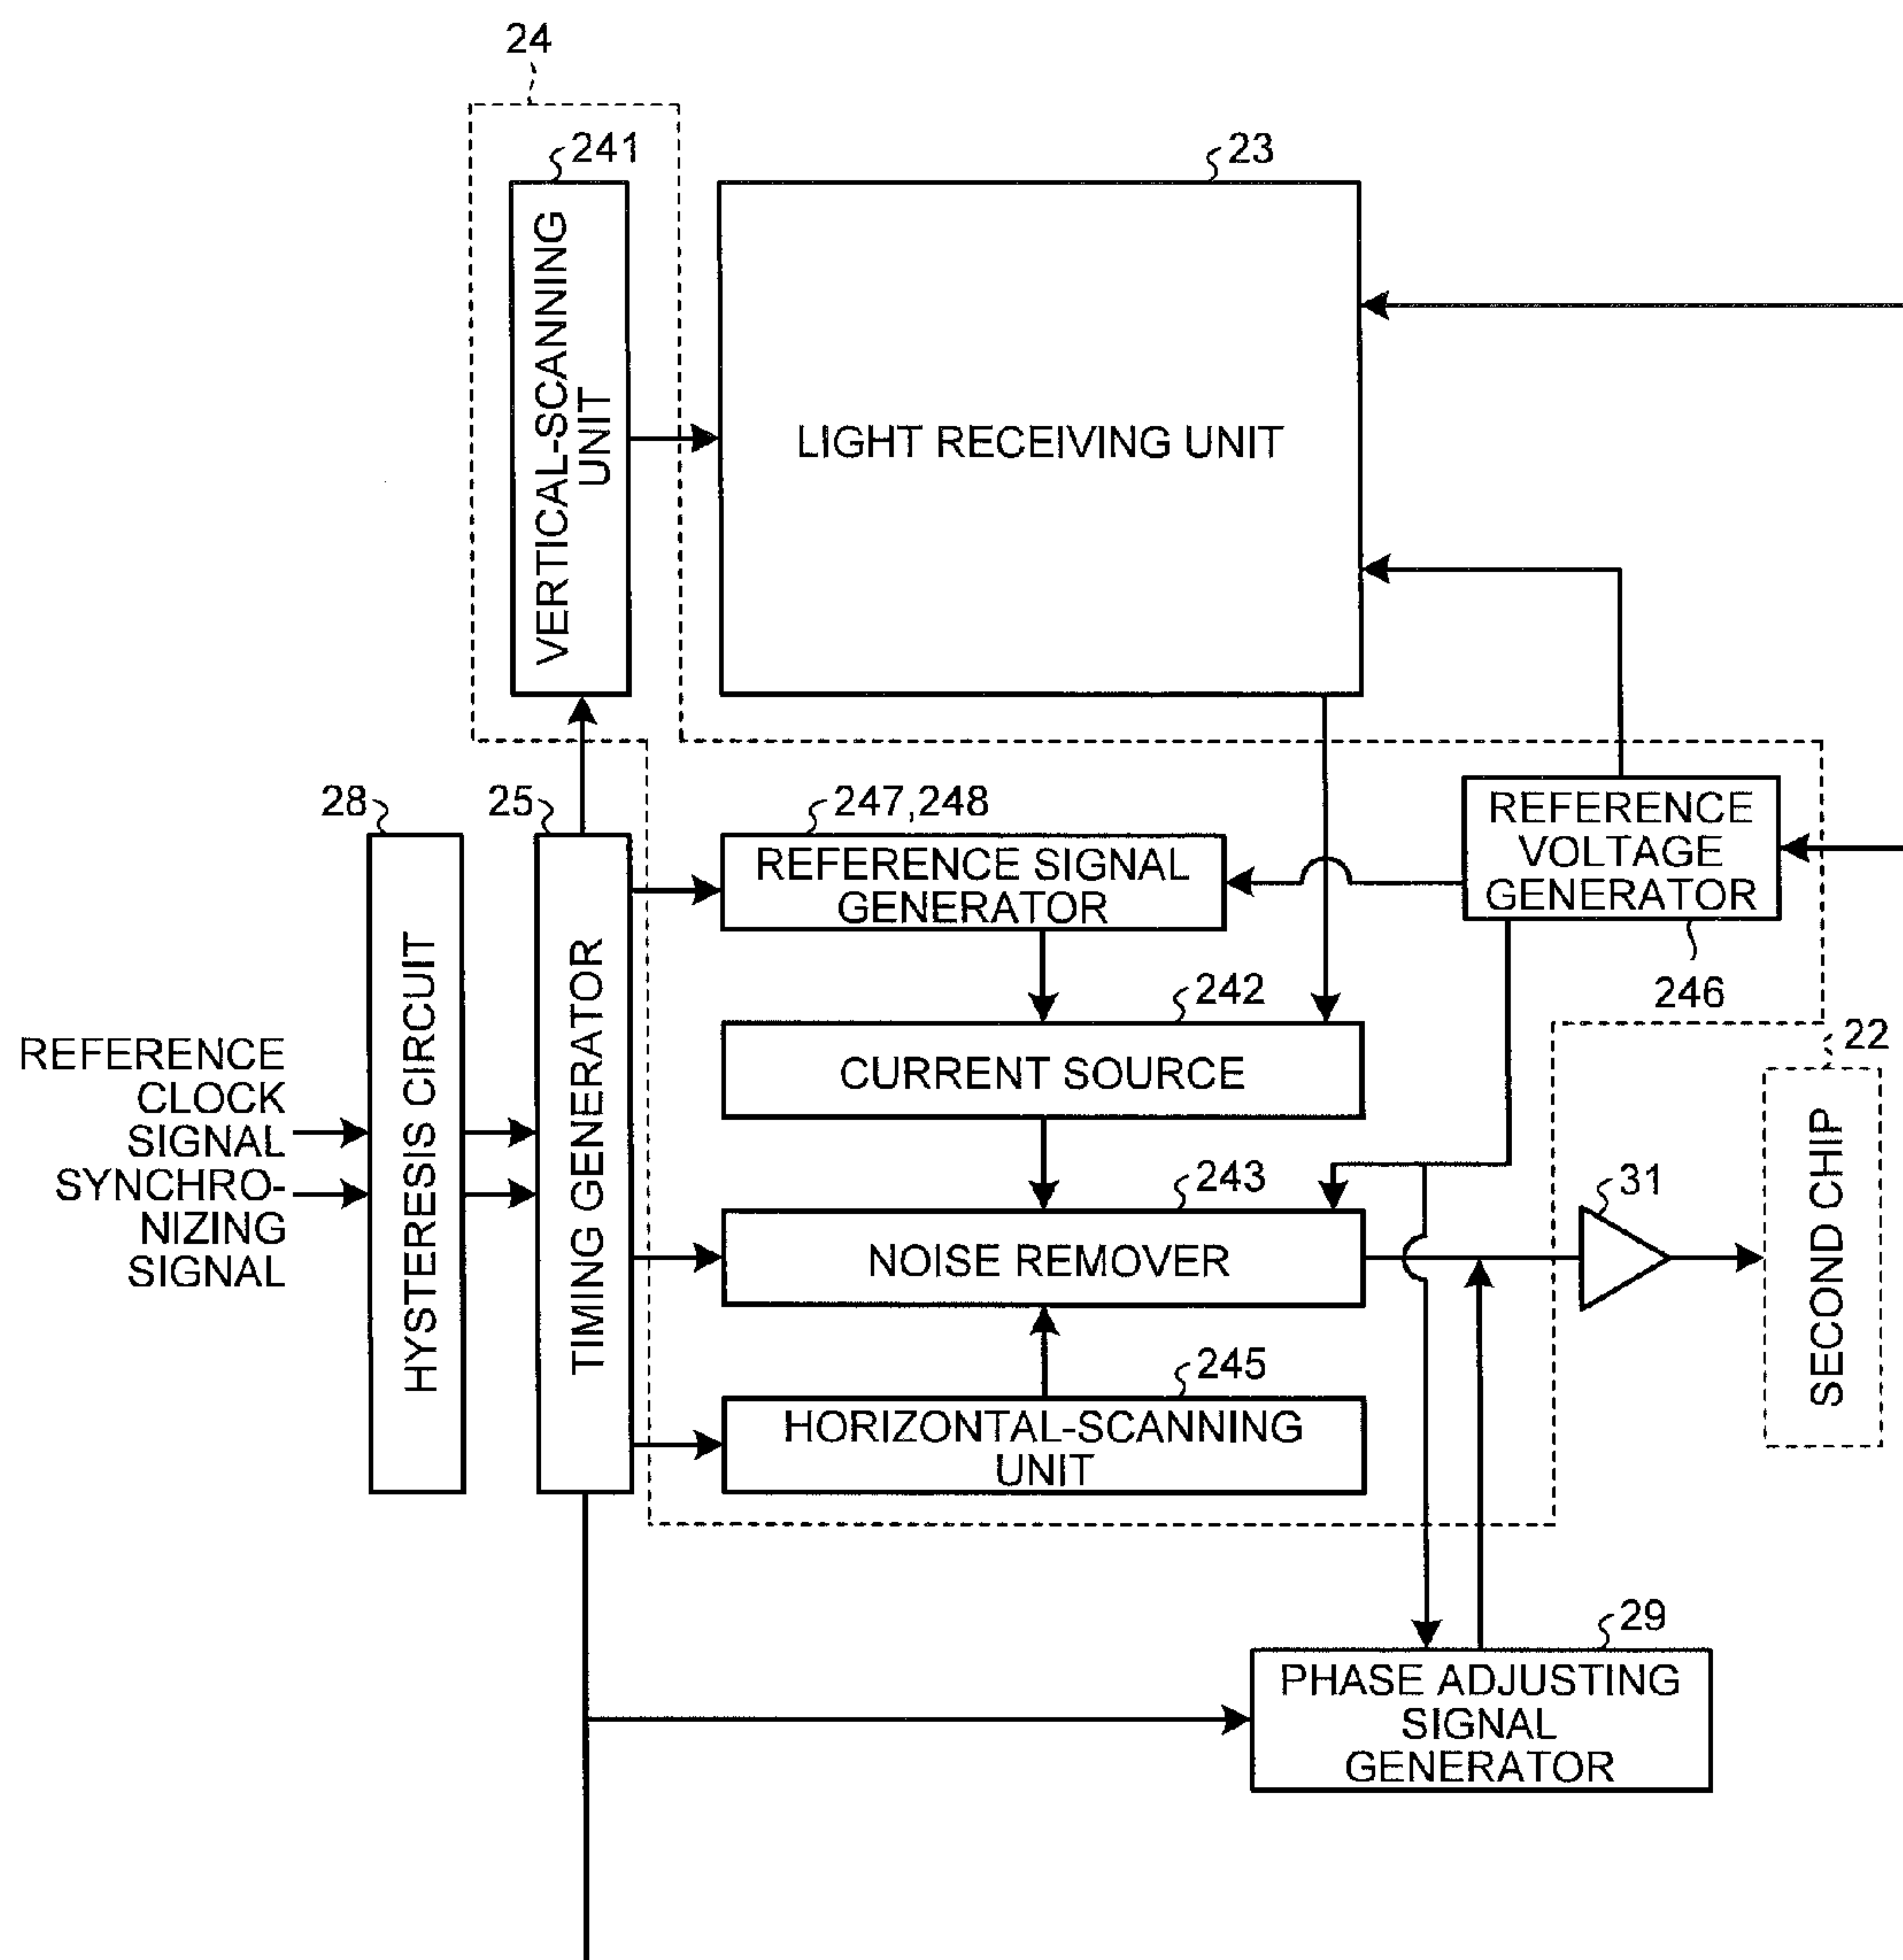 24
241
23
VERTICAL-SCANNING
UNIT
LIGHT RECEIVING UNIT
28
25
247,248
REFERENCE SIGNAL
GENERATOR
REFERENCE
VOLTAGE
GENERATOR
246
HYSTERESIS CIRCUIT
TIMING GENERATOR
242
CURRENT SOURCE
22
SECOND CHIP
REFERENCE
CLOCK
SIGNAL
SYNCHRO-
NIZING
SIGNAL
243
NOISE REMOVER
31
245
HORIZONTAL-SCANNING
UNIT
29
PHASE ADJUSTING
SIGNAL
GENERATOR